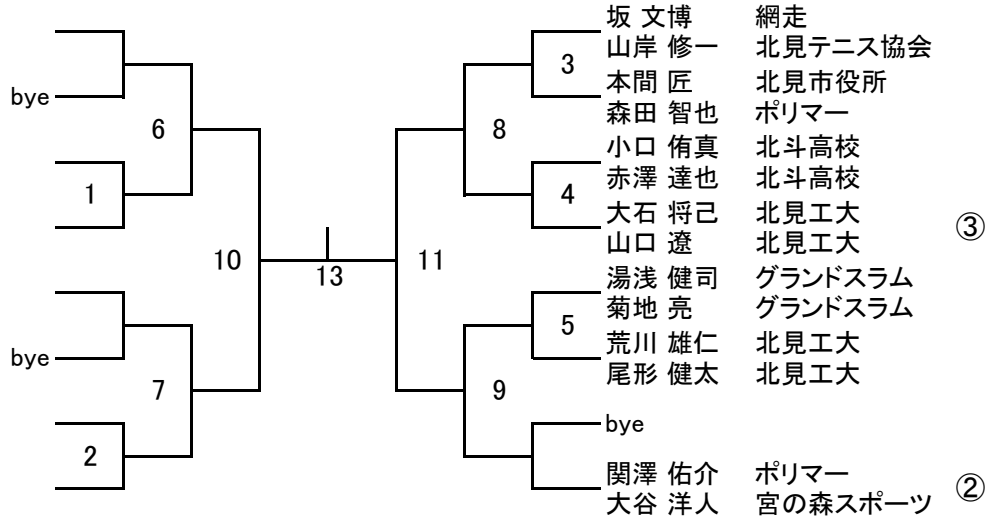 bye
6
1
10
bye
7
2
13
坂 文博 網走
山岸 修一 北見テニス協会
3
本間 匠 北見市役所
森田 智也 ポリマー
8
小口 侑真 北斗高校
赤澤 達也 北斗高校
4
大石 将己 北見工大
③
山口 遼 北見工大
11
湯浅 健司 グランドスラム
菊地 亮 グランドスラム
5
荒川 雄仁 北見工大
尾形 健太 北見工大
9
bye
関澤 佑介 ポリマー
②
大谷 洋人 宮の森スポーツ